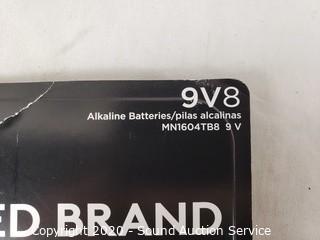 9V8
Alkaline Batteries/pilas alcalinas
MN1604TB8 9 V
ED BRAND
Copyright 2020 - Sound Auction Service